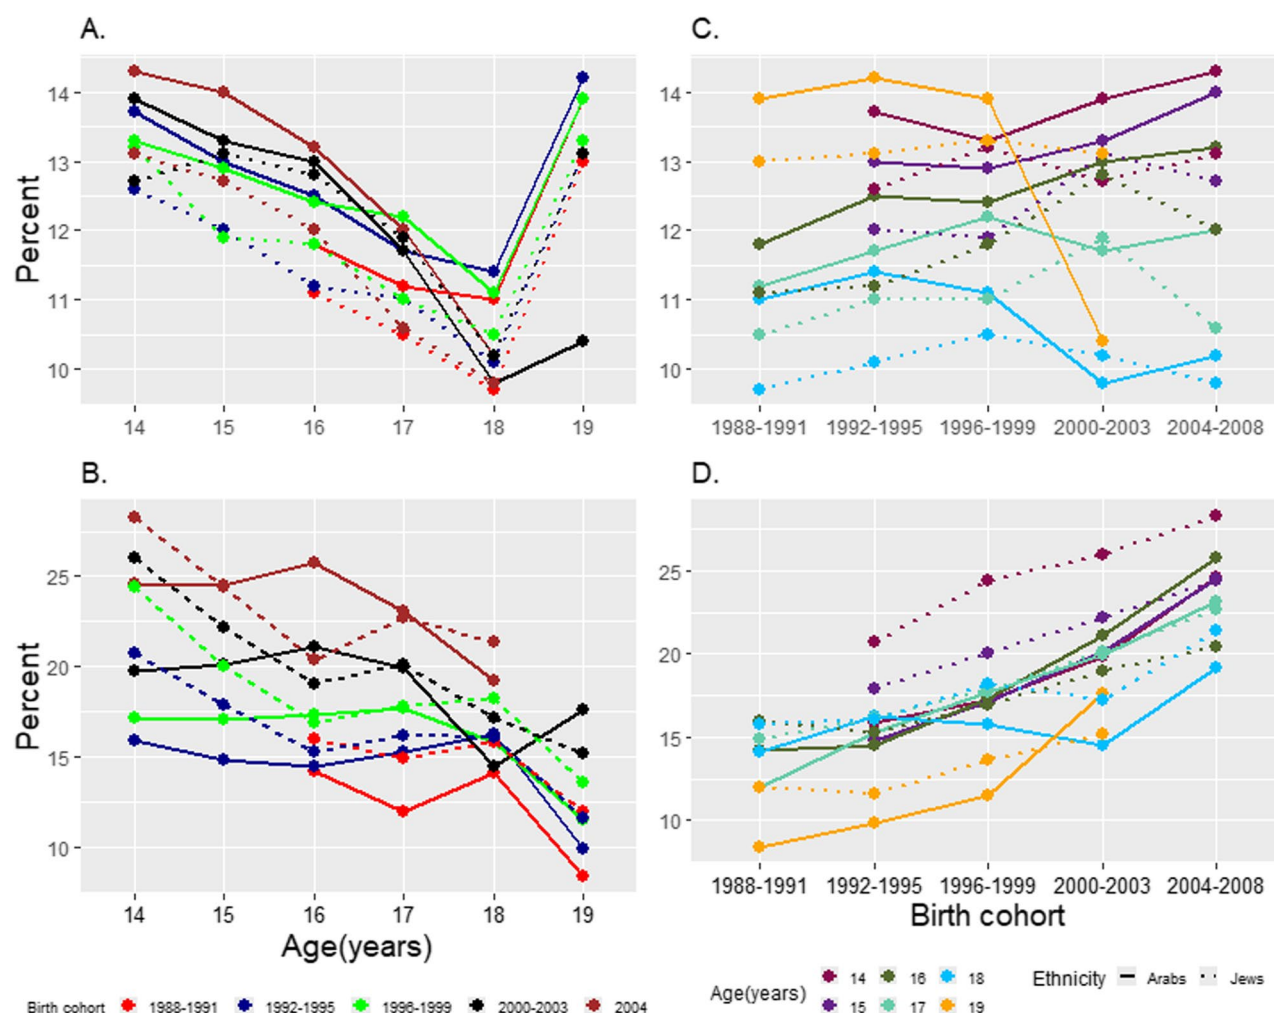 A.
Percent
14
13
12
11
10
14 15 16 17 18 19
C.
14
13
12
11
10
1988-1991 1992-1995 1996-1999 2000-2003 2004-2008
B.
Percent
25
20
15
10
14 15 16 17 18 19
Age(years)
D.
25
20
15
10
1988-1991 1992-1995 1996-1999 2000-2003 2004-2008
Birth cohort
Birth cohort 1988-1991 1992-1995 1996-1999 2000-2003 2004
Age(years) 14 16 18
15 17 19
Ethnicity Arabs Jews